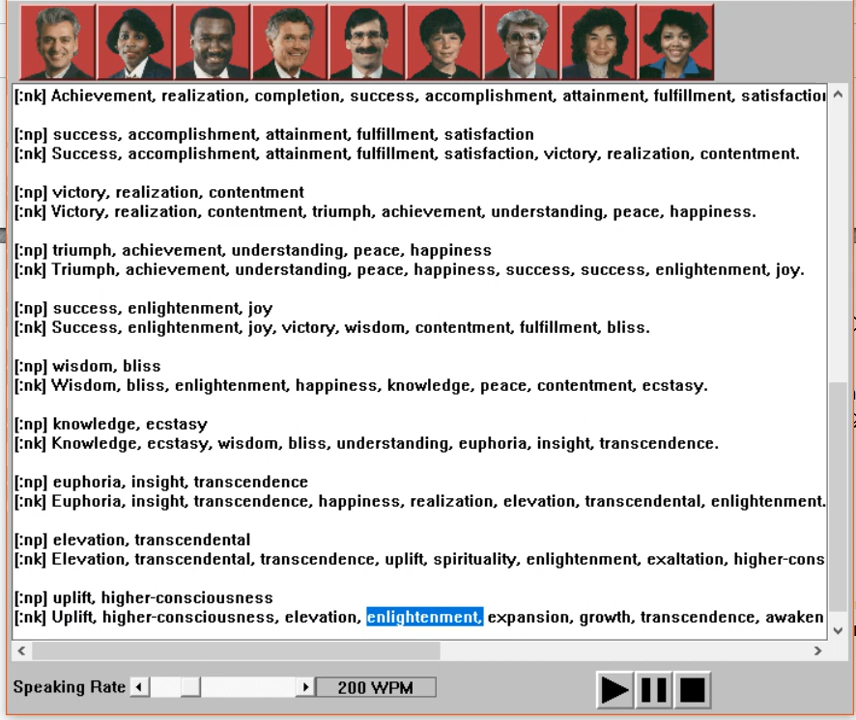 [:nk] Achievement, realization, completion, success, accomplishment, attainment, fulfillment, satisfaction
[:np] success, accomplishment, attainment, fulfillment, satisfaction
[:nk] Success, accomplishment, attainment, fulfillment, satisfaction, victory, realization, contentment.
[:np] victory, realization, contentment
[:nk] Victory, realization, contentment, triumph, achievement, understanding, peace, happiness.
[:np] triumph, achievement, understanding, peace, happiness
[:nk] Triumph, achievement, understanding, peace, happiness, success, success, enlightenment, joy.
[:np] success, enlightenment, joy
[:nk] Success, enlightenment, joy, victory, wisdom, contentment, fulfillment, bliss.
[:np] wisdom, bliss
[:nk] Wisdom, bliss, enlightenment, happiness, knowledge, peace, contentment, ecstasy.
[:np] knowledge, ecstasy
[:nk] Knowledge, ecstasy, wisdom, bliss, understanding, euphoria, insight, transcendence.
[:np] euphoria, insight, transcendence
[:nk] Euphoria, insight, transcendence, happiness, realization, elevation, transcendental, enlightenment.
[:np] elevation, transcendental
[:nk] Elevation, transcendental, transcendence, uplift, spirituality, enlightenment, exaltation, higher-cons
[:np] uplift, higher-consciousness
[:nk] Uplift, higher-consciousness, elevation, enlightenment, expansion, growth, transcendence, awaken
Speaking Rate 200 WPM